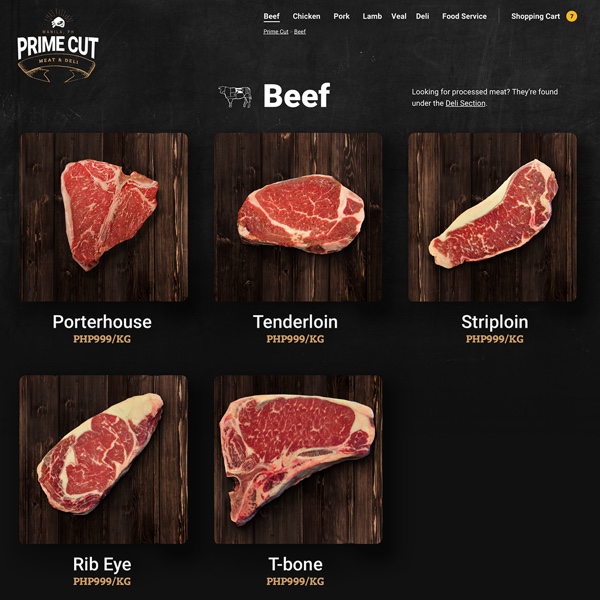 Beef Chicken Pork Lamb Veal Deli Food Service Shopping Cart 7
Prime Cut - Beef
MANILA, PH
PRIME CUT
MEAT & DELI
Beef
Looking for processed meat? They're found
under the Deli Section.
Porterhouse Tenderloin Striploin
PHP999/KG PHP999/KG PHP999/KG
Rib Eye T-bone
PHP999/KG PHP999/KG